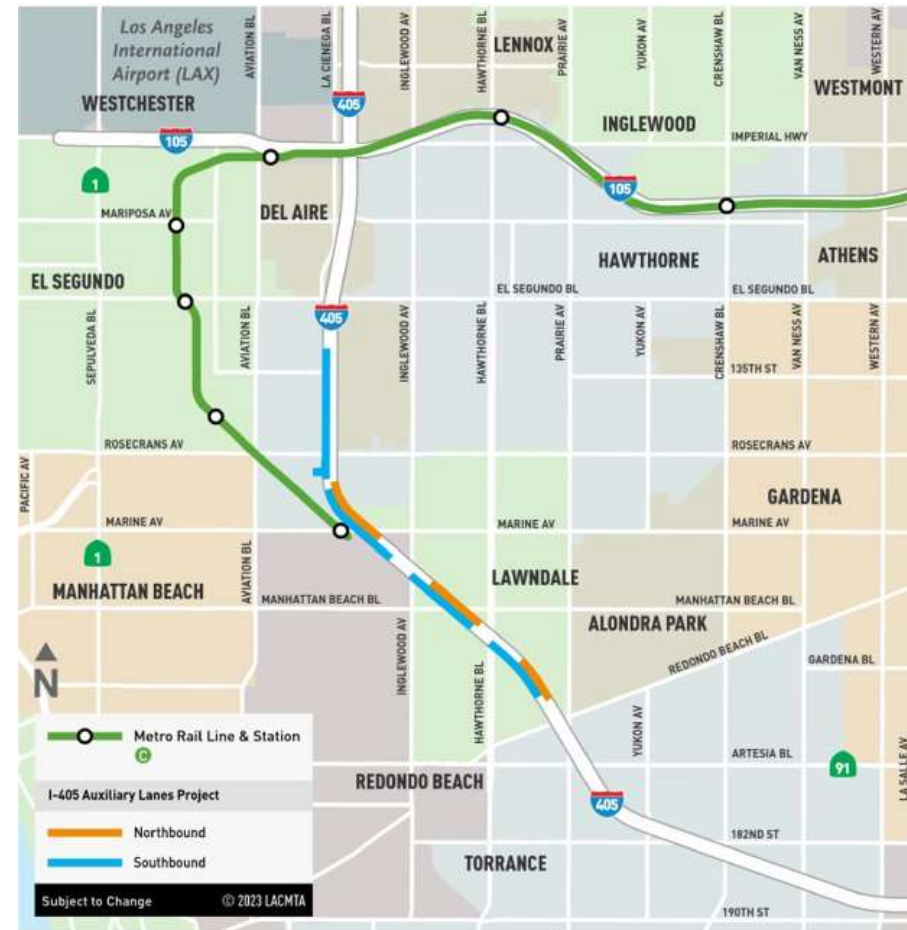 Los Angeles
International
Airport (LAX)
AVIATION BL
LA CIENEGA BL
INGLEWOOD AV
HAWTHORNE BL
LENNOX
PRAIRIE AV
YUKON AV
CRENSHAW BL
VAN NESS AV
WESTERN AV
WESTMONT
WESTCHESTER
405
INGLEWOOD
105
IMPERIAL HWY
1
105
MARIPOSA AV
DEL AIRE
HAWTHORNE
ATHENS
EL SEGUNDO
EL SEGUNDO BL
EL SEGUNDO BL
SEPULVEDA BL
AVIATION BL
405
INGLEWOOD AV
HAWTHORNE BL
PRAIRIE AV
YUKON AV
CRENSHAW BL
VAN NESS AV
WESTERN AV
135TH ST
ROSECRANS AV
ROSECRANS AV
PACIFIC AV
GARDENA
MARINE AV
MARINE AV
MARINE AV
1
AVIATION BL
LAWNDALE
MANHATTAN BEACH
MANHATTAN BEACH BL
MANHATTAN BEACH BL
ALONDRA PARK
INGLEWOOD AV
HAWTHORNE BL
REDONDO BEACH BL
GARDENA BL
N
YUKON AV
ARTESIA BL
91
LA SALLE AV
REDONDO BEACH
405
182ND ST
TORRANCE
190TH ST
Metro Rail Line & Station
C
I-405 Auxiliary Lanes Project
Northbound
Southbound
Subject to Change © 2023 LACMTA